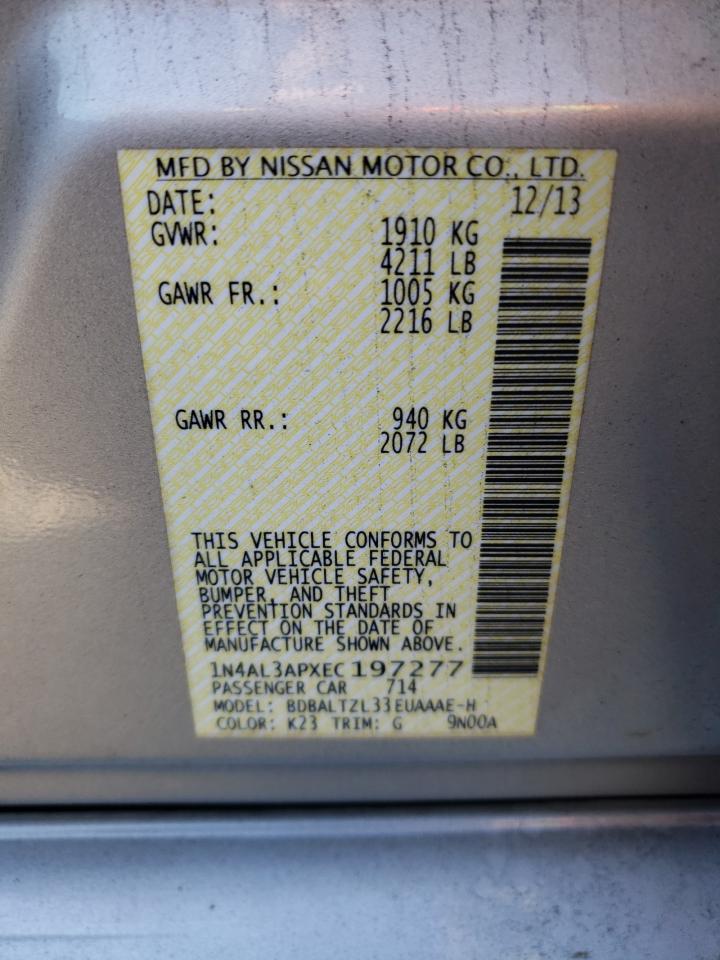 MFD BY NISSAN MOTOR CO., LTD.
DATE: 12/13
GVWR: 1910 KG
4211 LB
GAWR FR.: 1005 KG
2216 LB
GAWR RR.: 940 KG
2072 LB
THIS VEHICLE CONFORMS TO
ALL APPLICABLE FEDERAL
MOTOR VEHICLE SAFETY,
BUMPER, AND THEFT
PREVENTION STANDARDS IN
EFFECT ON THE DATE OF
MANUFACTURE SHOWN ABOVE.
1N4AL3APXEC197277
PASSENGER CAR 714
MODEL: BDBALTZL33EUAAAE-H
COLOR: K23 TRIM: G 9N00A